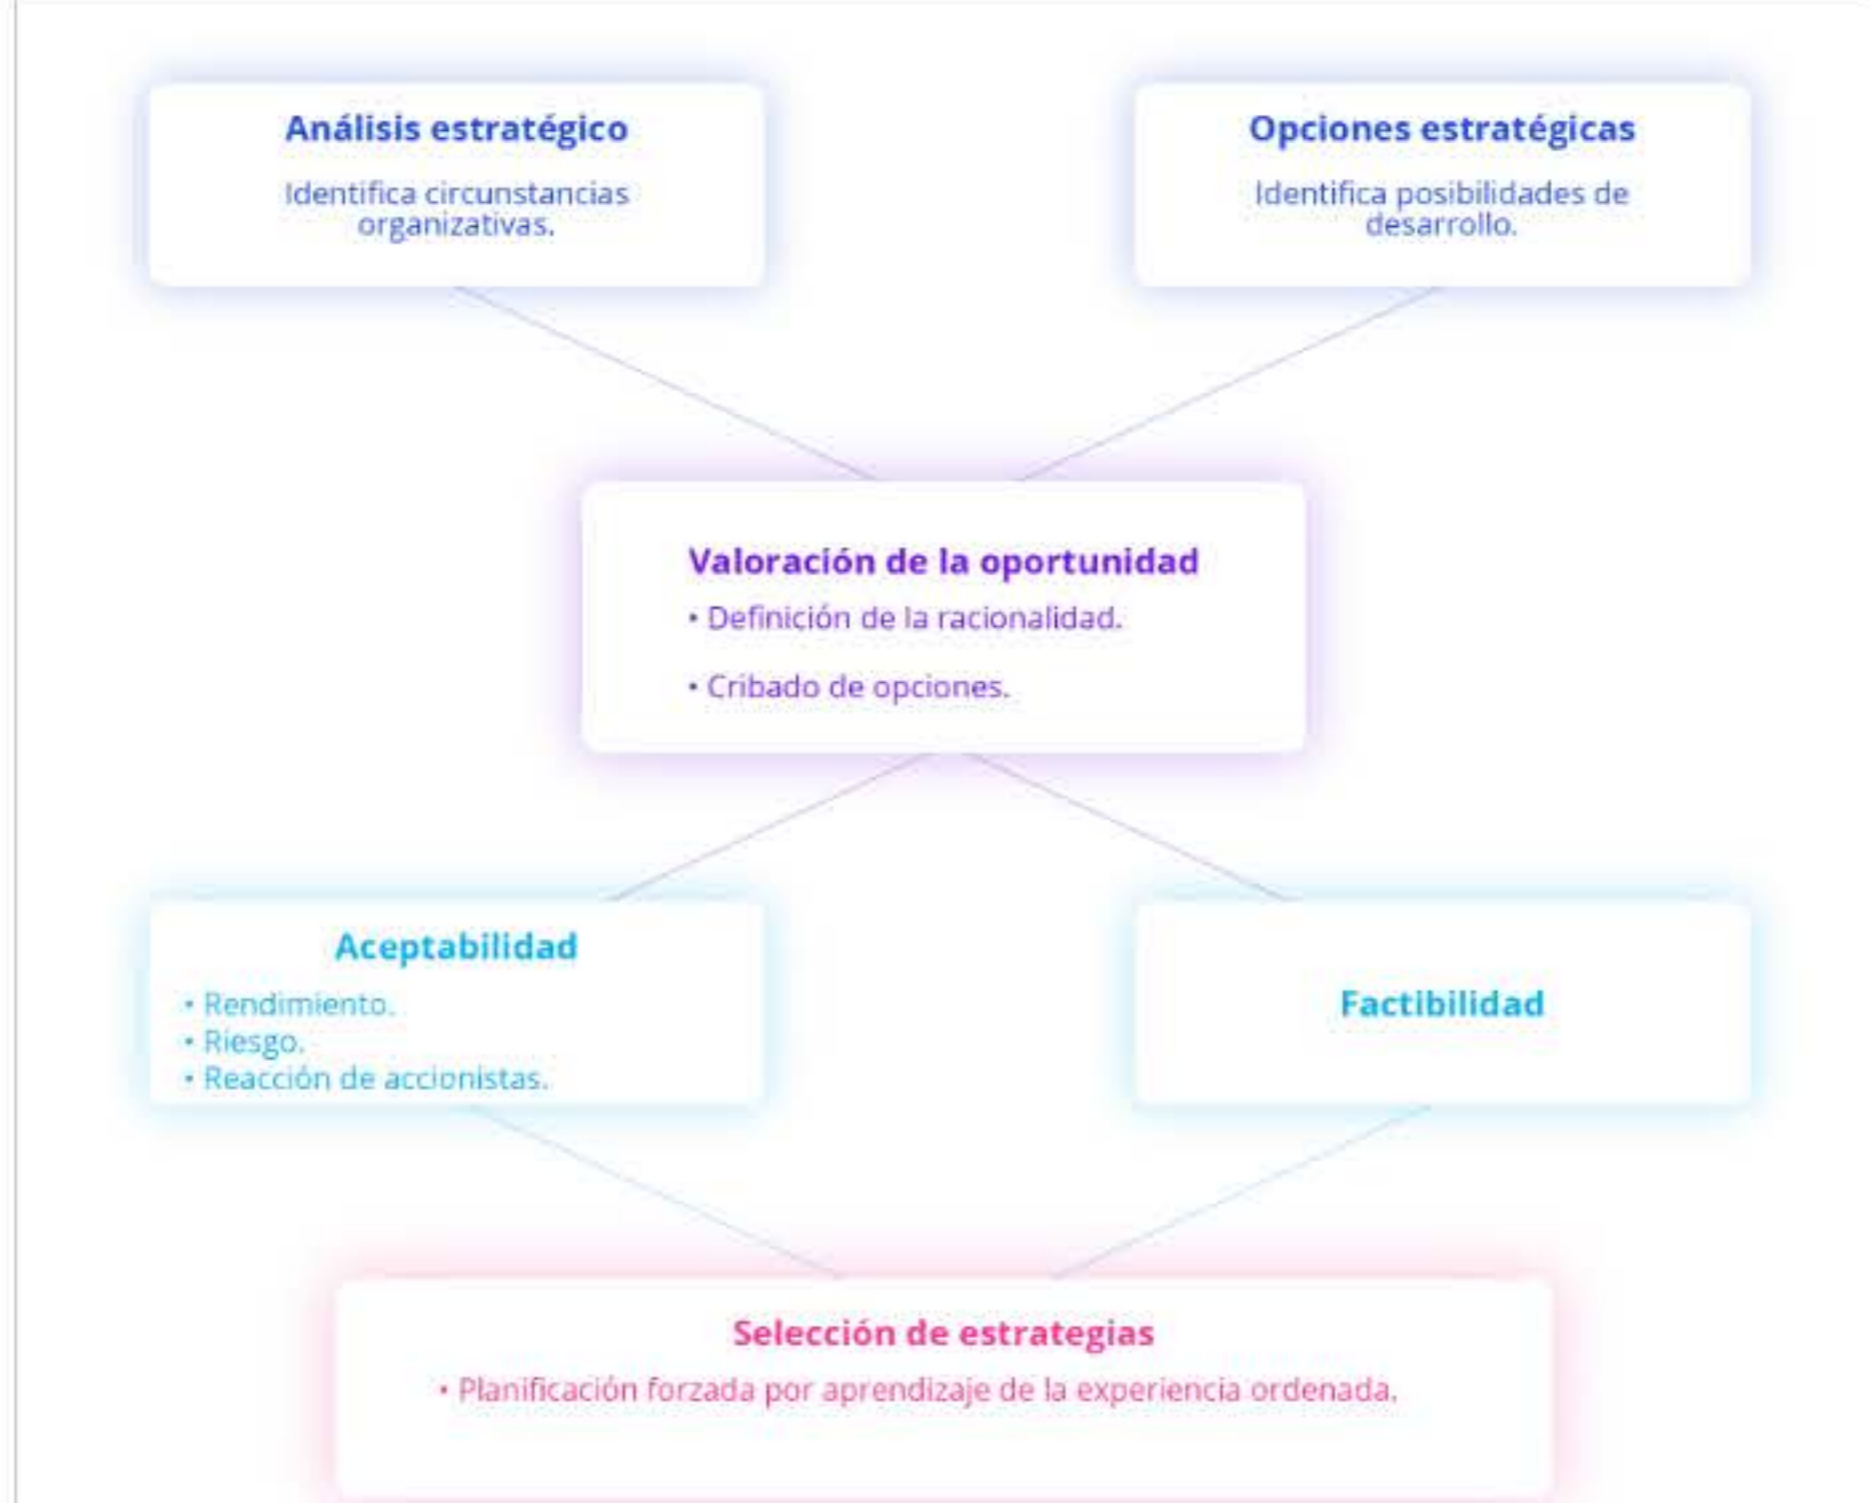 Análisis estratégico
Identifica circunstancias
organizativas.
Opciones estratégicas
Identifica posibilidades de
desarrollo.
Valoración de la oportunidad
• Definición de la racionalidad.
• Cribado de opciones.
Aceptabilidad
• Rendimiento.
• Riesgo.
• Reacción de accionistas.
Factibilidad
Selección de estrategias
• Planificación forzada por aprendizaje de la experiencia ordenada.